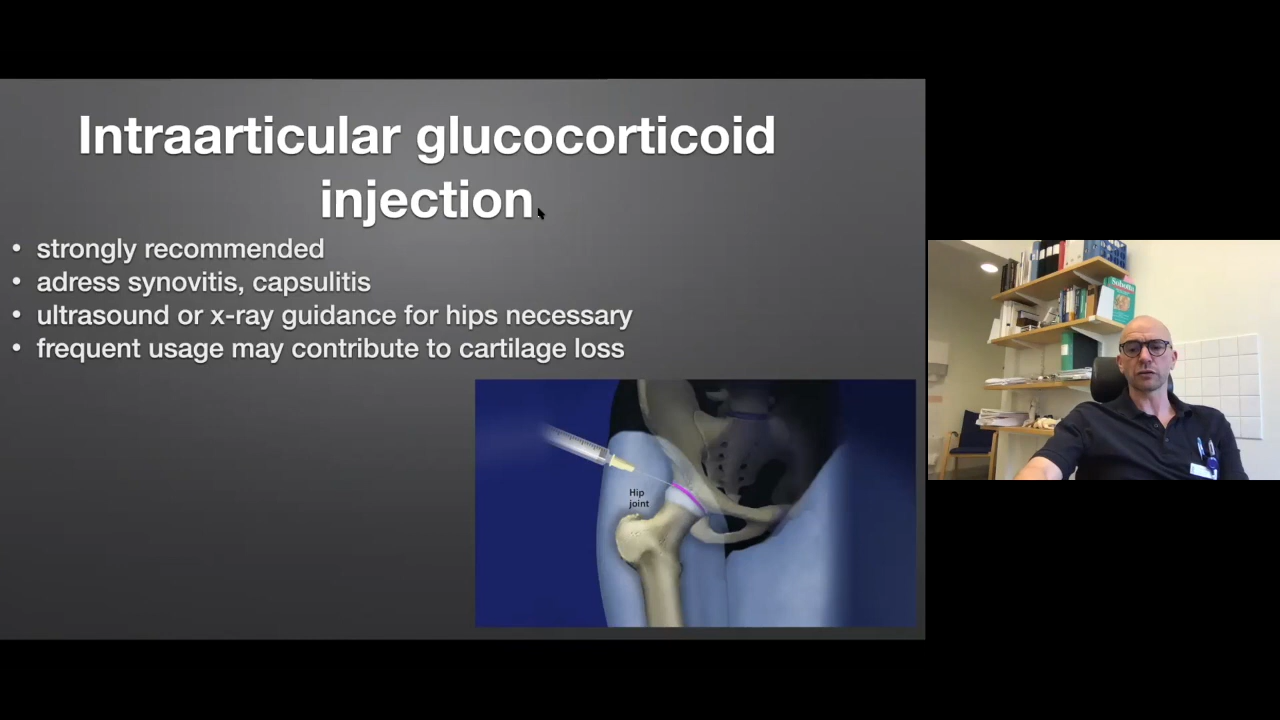 Intraarticular glucocorticoid
injection
• strongly recommended
• adress synovitis, capsulitis
• ultrasound or x-ray guidance for hips necessary
• frequent usage may contribute to cartilage loss
Hip
joint
Sobotta